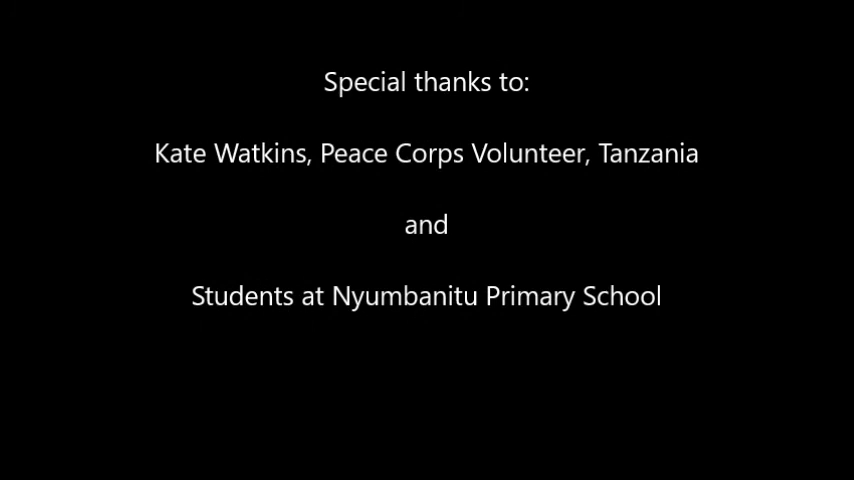 Special thanks to:
Kate Watkins, Peace Corps Volunteer, Tanzania
and
Students at Nyumbanitu Primary School